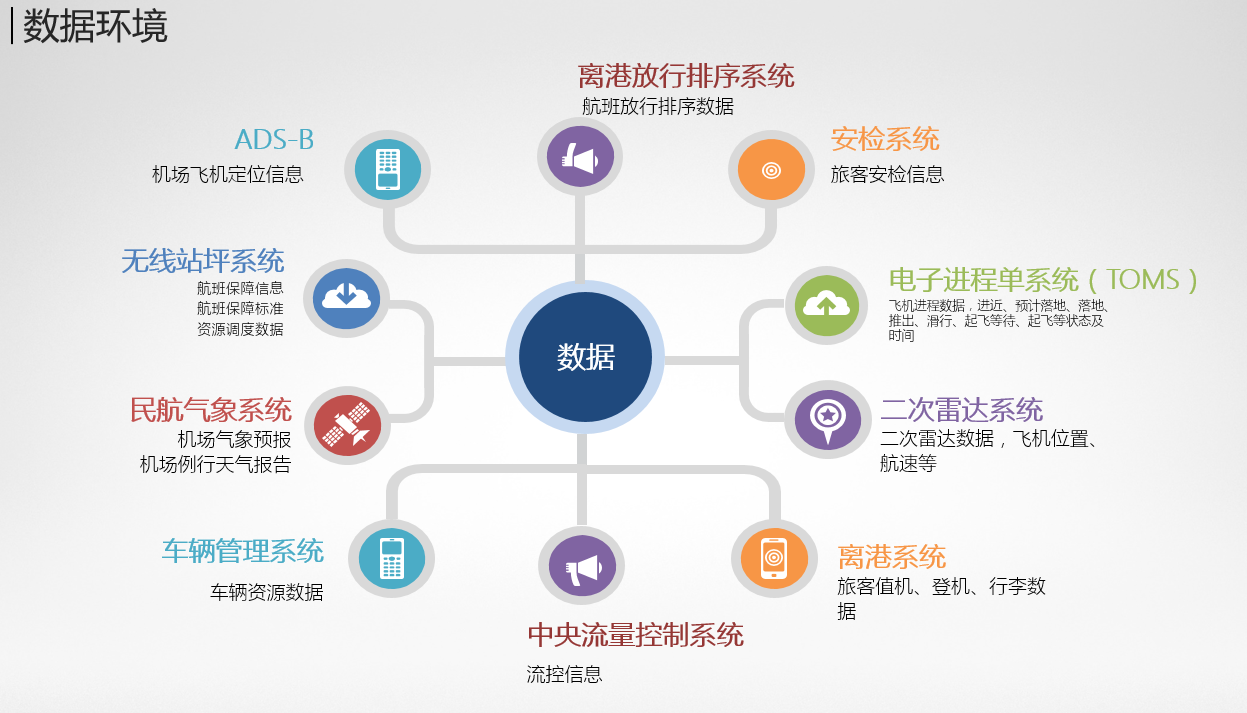 数据环境
离港放行排序系统
航班放行排序数据
ADS-B
机场飞机定位信息
安检系统
旅客安检信息
无线站坪系统
航班保障信息
航班保障标准
资源调度数据
电子进程单系统（TOMS）
飞机进程数据，进近、预计落地、落地、
推出、滑行、起飞等待、起飞等状态及
时间
数据
民航气象系统
机场气象预报
机场例行天气报告
二次雷达系统
二次雷达数据，飞机位置、
航速等
车辆管理系统
车辆资源数据
离港系统
旅客值机、登机、行李数
据
中央流量控制系统
流控信息